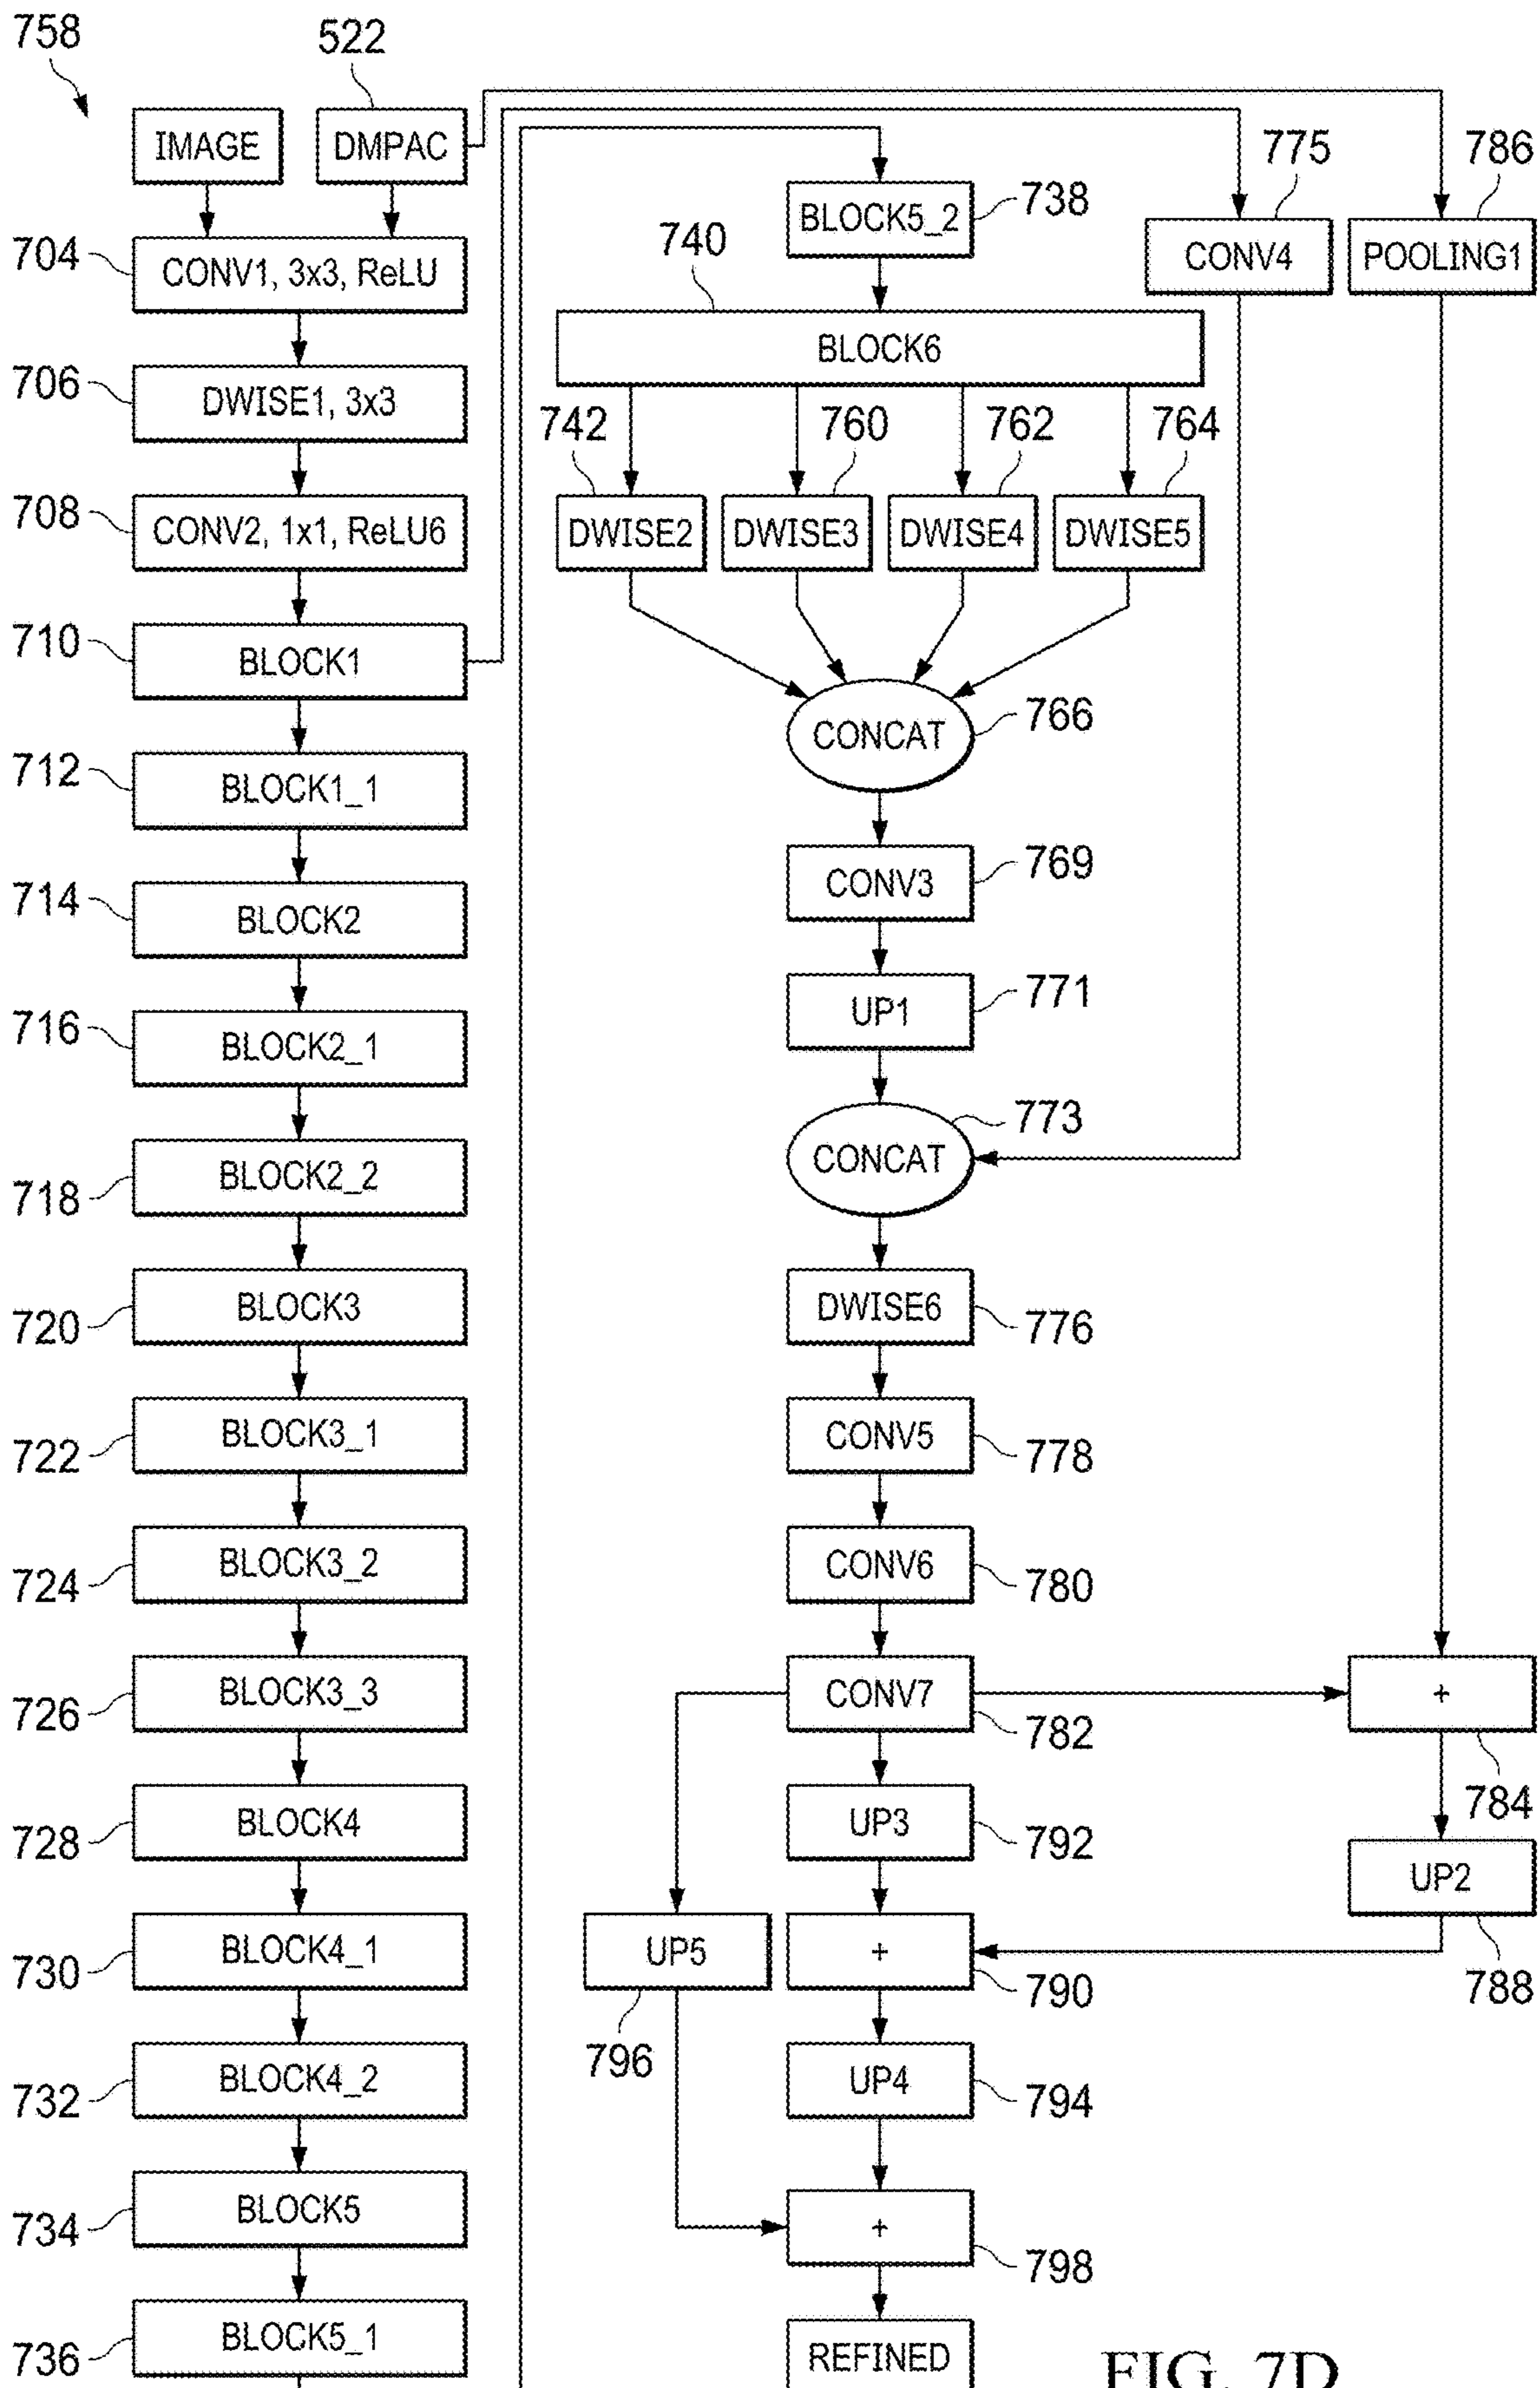 758
522
IMAGE
DMPAC
704
CONV1, 3x3, ReLU
706
DWISE1, 3x3
708
CONV2, 1x1, ReLU6
710
BLOCK1
712
BLOCK1_1
714
BLOCK2
716
BLOCK2_1
718
BLOCK2_2
720
BLOCK3
722
BLOCK3_1
724
BLOCK3_2
726
BLOCK3_3
728
BLOCK4
730
BLOCK4_1
732
BLOCK4_2
734
BLOCK5
736
BLOCK5_1
BLOCK5_2
738
740
BLOCK6
742
760
762
764
DWISE2
DWISE3
DWISE4
DWISE5
CONCAT
766
CONV3
769
UP1
771
CONCAT
773
DWISE6
776
CONV5
778
CONV6
780
CONV7
782
UP3
792
UP5
796
+
790
UP4
794
+
798
REFINED
775
CONV4
786
POOLING1
+
784
UP2
788
FIG. 7D